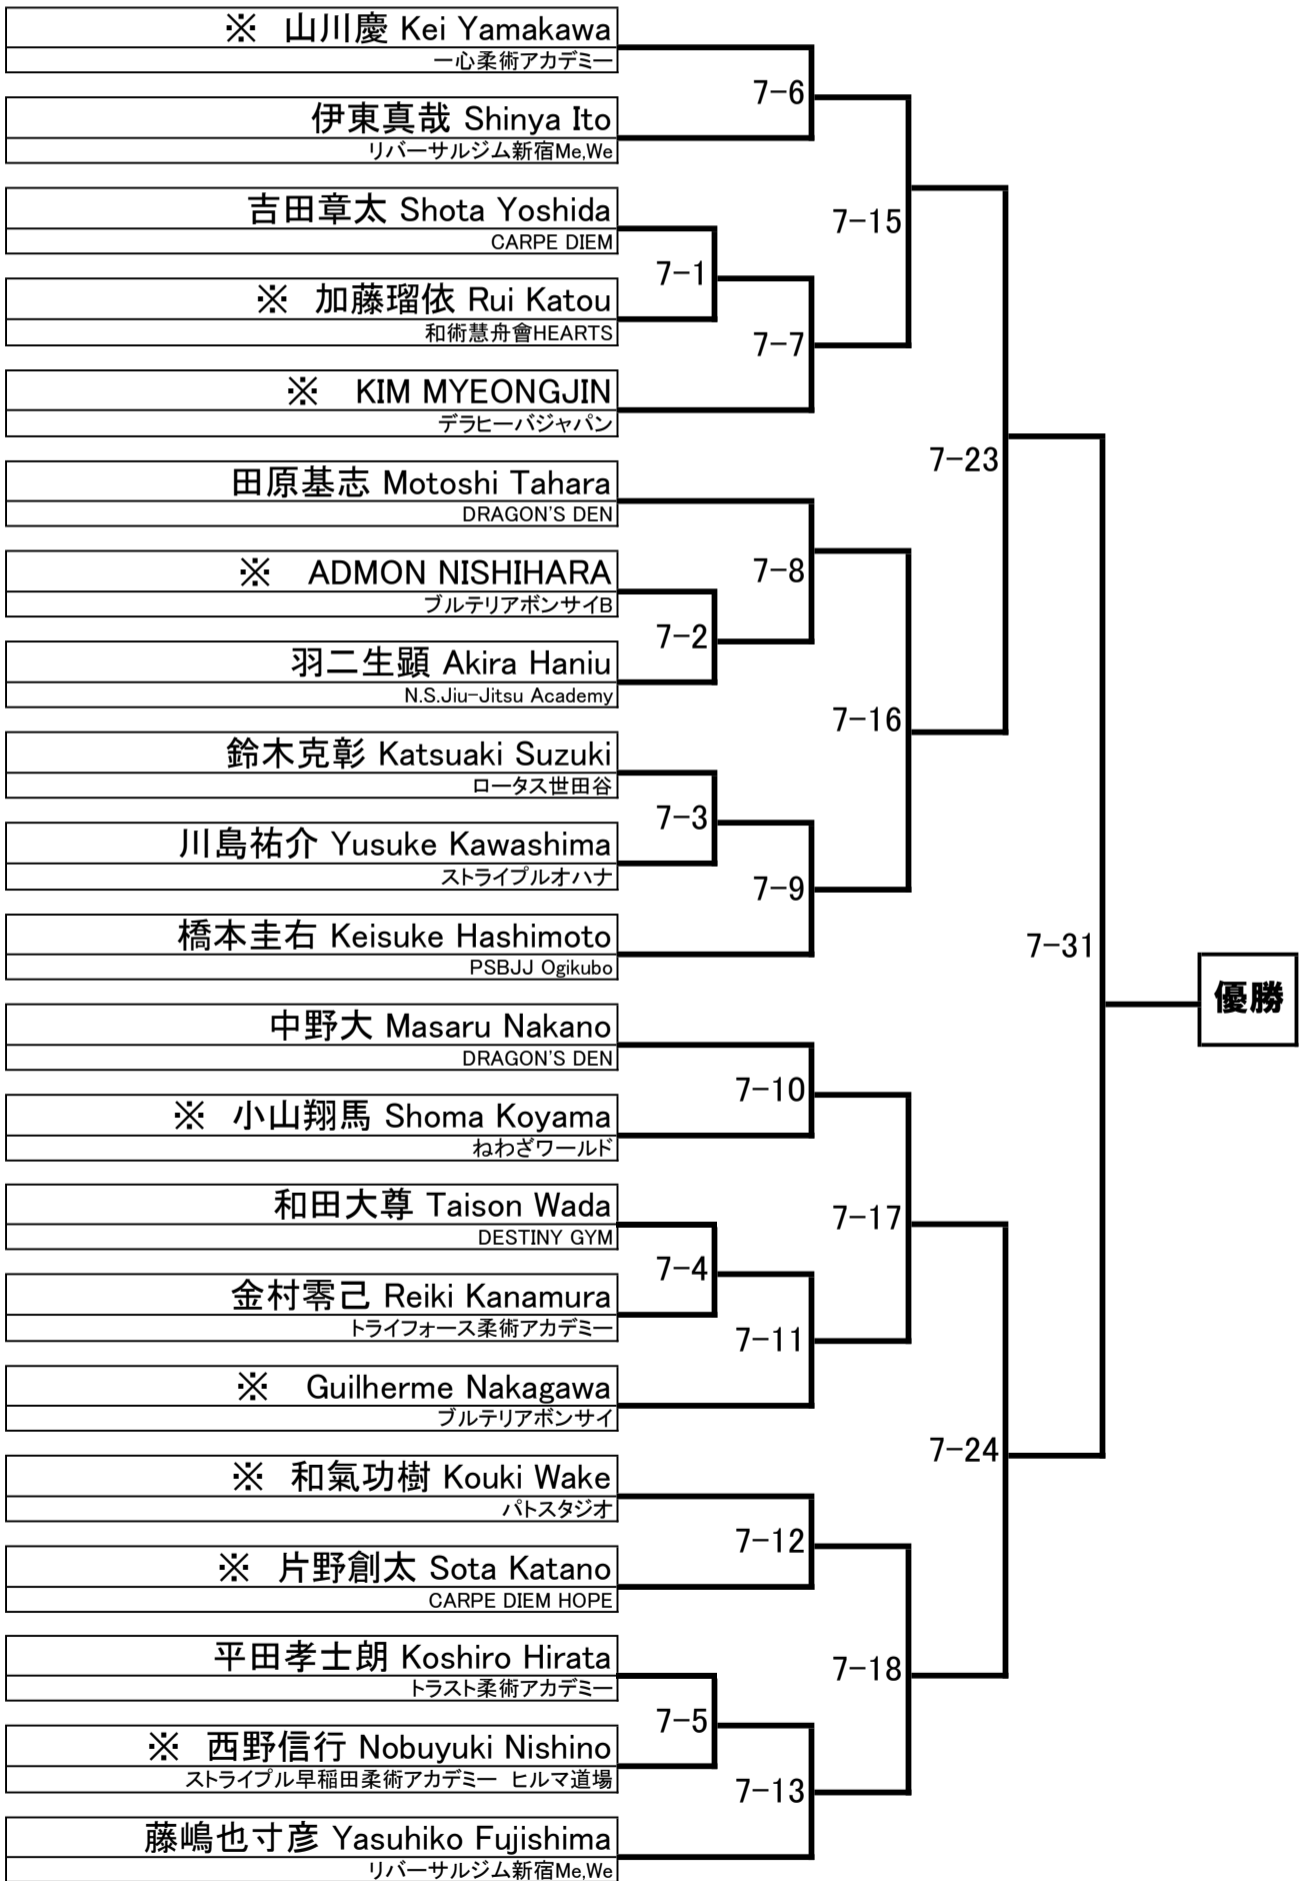 ※ 山川慶 Kei Yamakawa
一心柔術アカデミー
7-6
伊東真哉 Shinya Ito
リバーサルジム新宿Me,We
7-15
吉田章太 Shota Yoshida
CARPE DIEM
7-1
※ 加藤瑠依 Rui Katou
和術慧舟會HEARTS
7-7
※ KIM MYEONGJIN
デラヒーバジャパン
7-23
田原基志 Motoshi Tahara
DRAGON'S DEN
7-8
※ ADMON NISHIHARA
ブルテリアボンサイB
7-2
羽二生顕 Akira Haniu
N.S.Jiu-Jitsu Academy
7-16
鈴木克彰 Katsuaki Suzuki
ロータス世田谷
7-3
川島祐介 Yusuke Kawashima
ストライプルオハナ
7-9
橋本圭右 Keisuke Hashimoto
PSBJJ Ogikubo
7-31
優勝
中野大 Masaru Nakano
DRAGON'S DEN
7-10
※ 小山翔馬 Shoma Koyama
ねわざワールド
和田大尊 Taison Wada
DESTINY GYM
7-17
7-4
金村零己 Reiki Kanamura
トライフォース柔術アカデミー
7-11
※ Guilherme Nakagawa
ブルテリアボンサイ
7-24
※ 和氣功樹 Kouki Wake
パトスタジオ
7-12
※ 片野創太 Sota Katano
CARPE DIEM HOPE
平田孝士朗 Koshiro Hirata
トラスト柔術アカデミー
7-18
7-5
※ 西野信行 Nobuyuki Nishino
ストライプル早稲田柔術アカデミー ヒルマ道場
7-13
藤嶋也寸彦 Yasuhiko Fujishima
リバーサルジム新宿Me,We